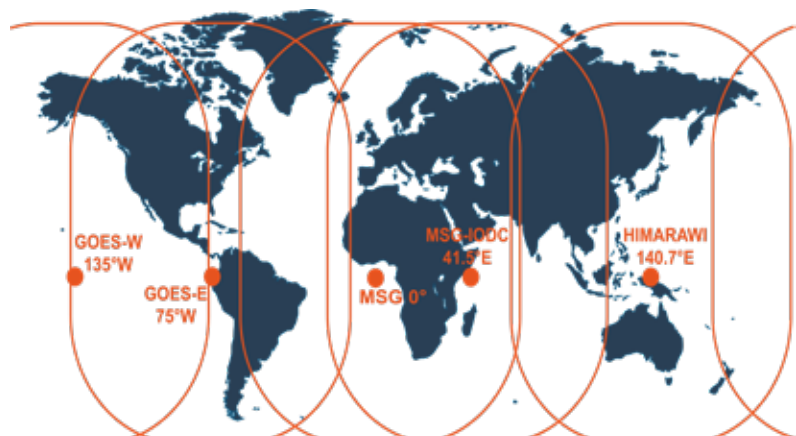 GOES-W
135°W
GOES-E
75°W
MSG 0°
MSG-IODC
41.5°E
HIMARAWI
140.7°E